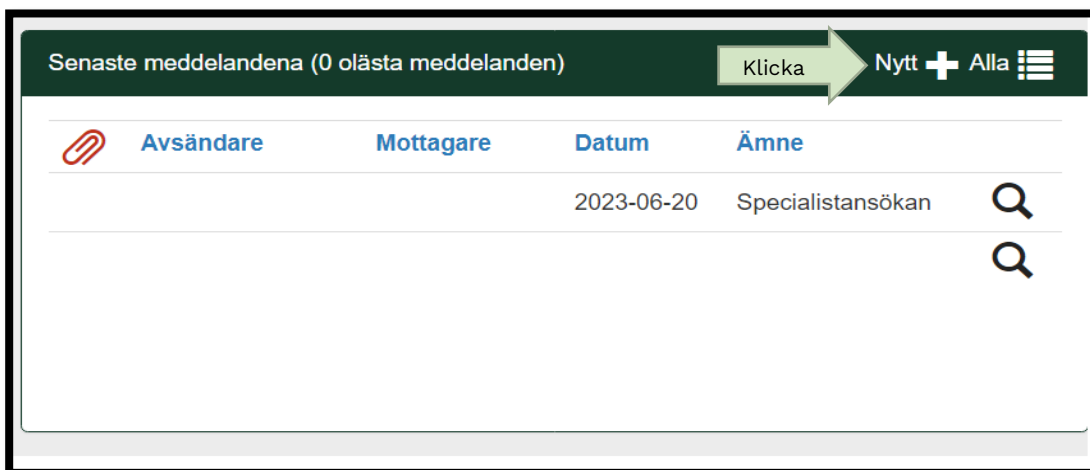 Senaste meddelandena (0 olästa meddelanden) Klicka Nytt Alla
Avsändare Mottagare Datum Ämne
2023-06-20 Specialistansökan